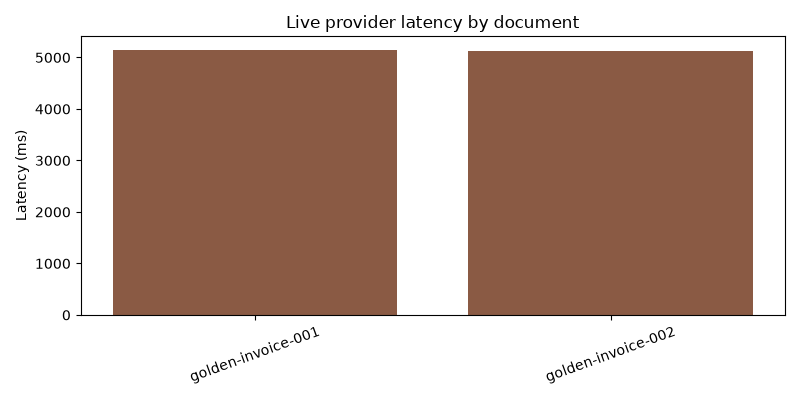 Live provider latency by document
Latency (ms)
5000
4000
3000
2000
1000
0
golden-invoice-001
golden-invoice-002